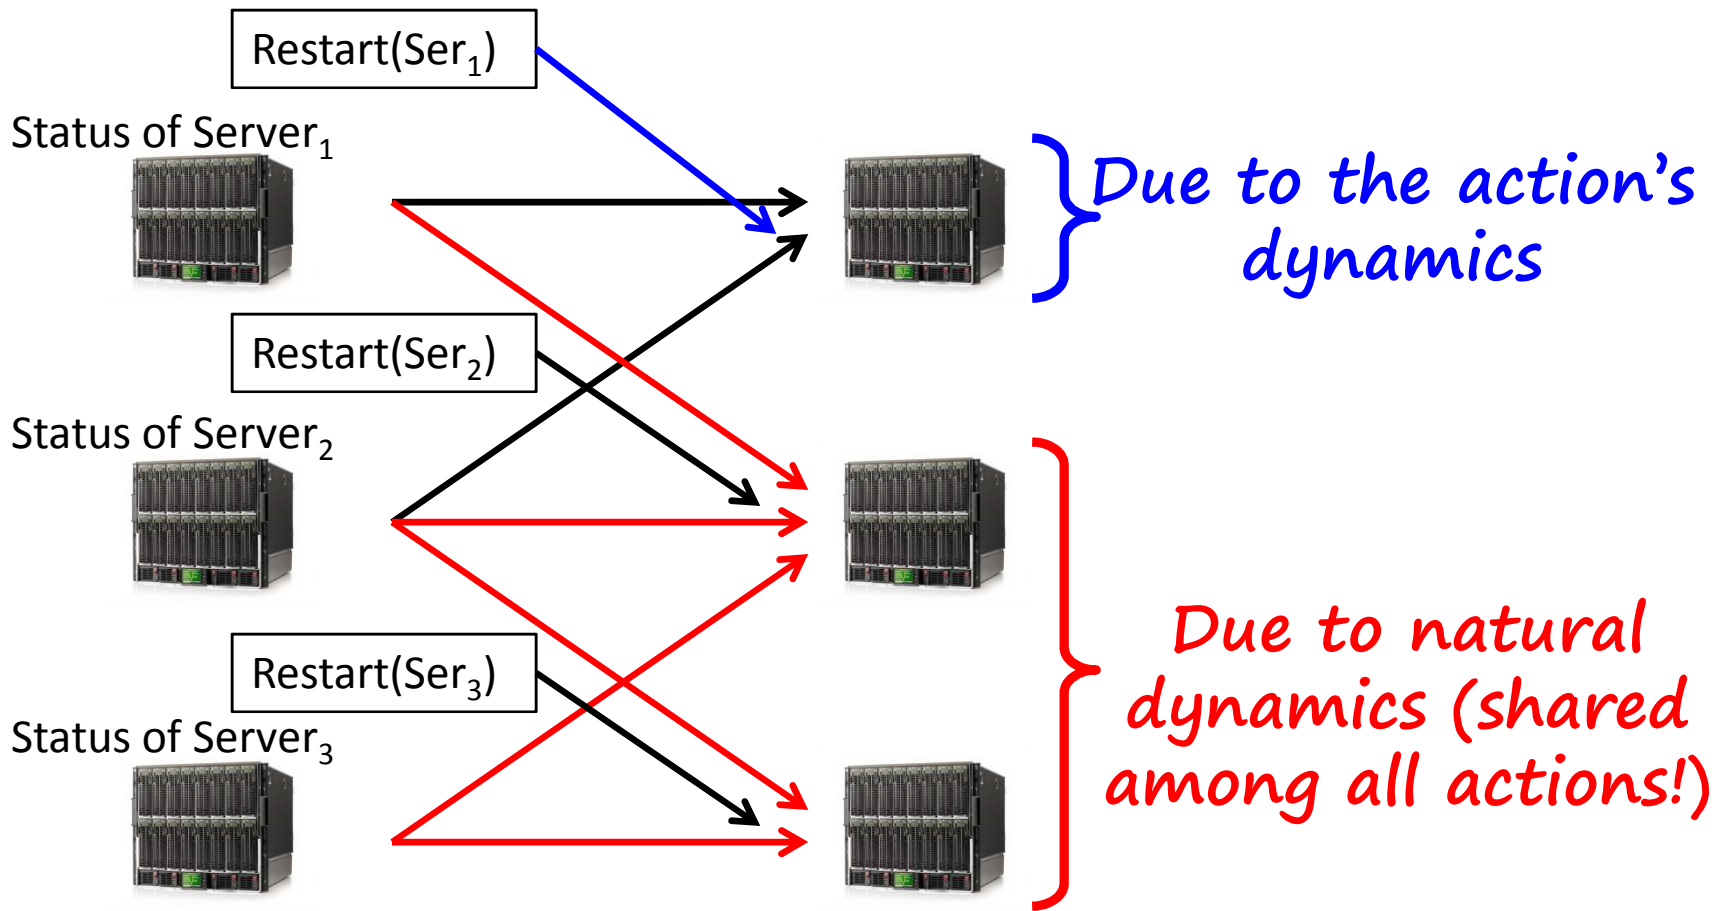 Restart(Ser₁)
Status of Server₁
Due to the action’s
dynamics
Restart(Ser₂)
Status of Server₂
Restart(Ser₃)
Status of Server₃
Due to natural
dynamics (shared
among all actions!)